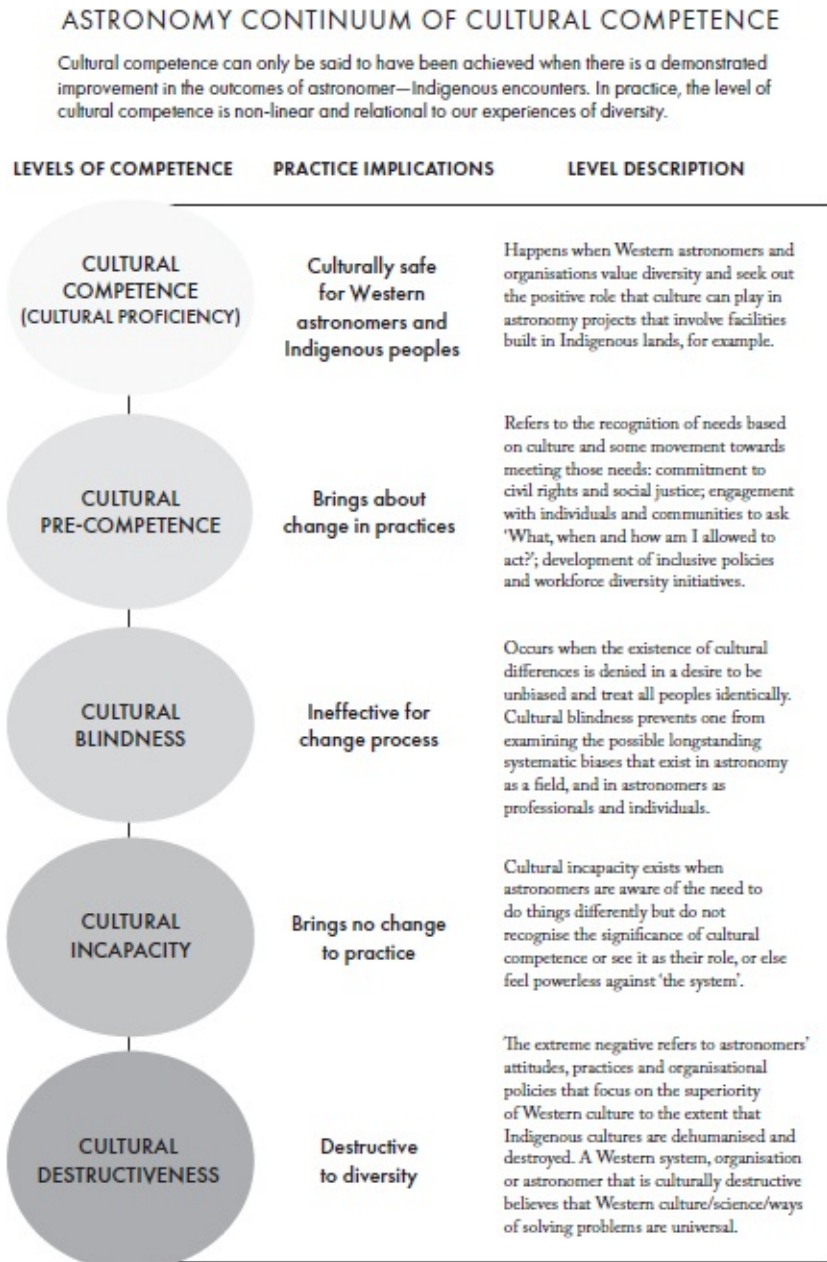 ASTRONOMY CONTINUUM OF CULTURAL COMPETENCE
Cultural competence can only be said to have been achieved when there is a demonstrated
improvement in the outcomes of astronomer—Indigenous encounters. In practice, the level of
cultural competence is non-linear and relational to our experiences of diversity.
LEVELS OF COMPETENCE
PRACTICE IMPLICATIONS
LEVEL DESCRIPTION
CULTURAL
COMPETENCE
(CULTURAL PROFICIENCY)
Culturally safe
for Western
astronomers and
Indigenous peoples
Happens when Western astronomers and
organisations value diversity and seek out
the positive role that culture can play in
astronomy projects that involve facilities
built in Indigenous lands, for example.
CULTURAL
PRE-COMPETENCE
Brings about
change in practices
Refers to the recognition of needs based
on culture and some movement towards
meeting those needs: commitment to
civil rights and social justice; engagement
with individuals and communities to ask
'What, when and how am I allowed to
act?'; development of inclusive policies
and workforce diversity initiatives.
CULTURAL
BLINDNESS
Ineffective for
change process
Occurs when the existence of cultural
differences is denied in a desire to be
unbiased and treat all peoples identically.
Cultural blindness prevents one from
examining the possible longstanding
systematic biases that exist in astronomy
as a field, and in astronomers as
professionals and individuals.
CULTURAL
INCAPACITY
Brings no change
to practice
Cultural incapacity exists when
astronomers are aware of the need to
do things differently but do not
recognise the significance of cultural
competence or see it as their role, or else
feel powerless against 'the system'.
CULTURAL
DESTRUCTIVENESS
Destructive
to diversity
The extreme negative refers to astronomers'
attitudes, practices and organisational
policies that focus on the superiority
of Western culture to the extent that
Indigenous cultures are dehumanised and
destroyed. A Western system, organisation
or astronomer that is culturally destructive
believes that Western culture/science/ways
of solving problems are universal.